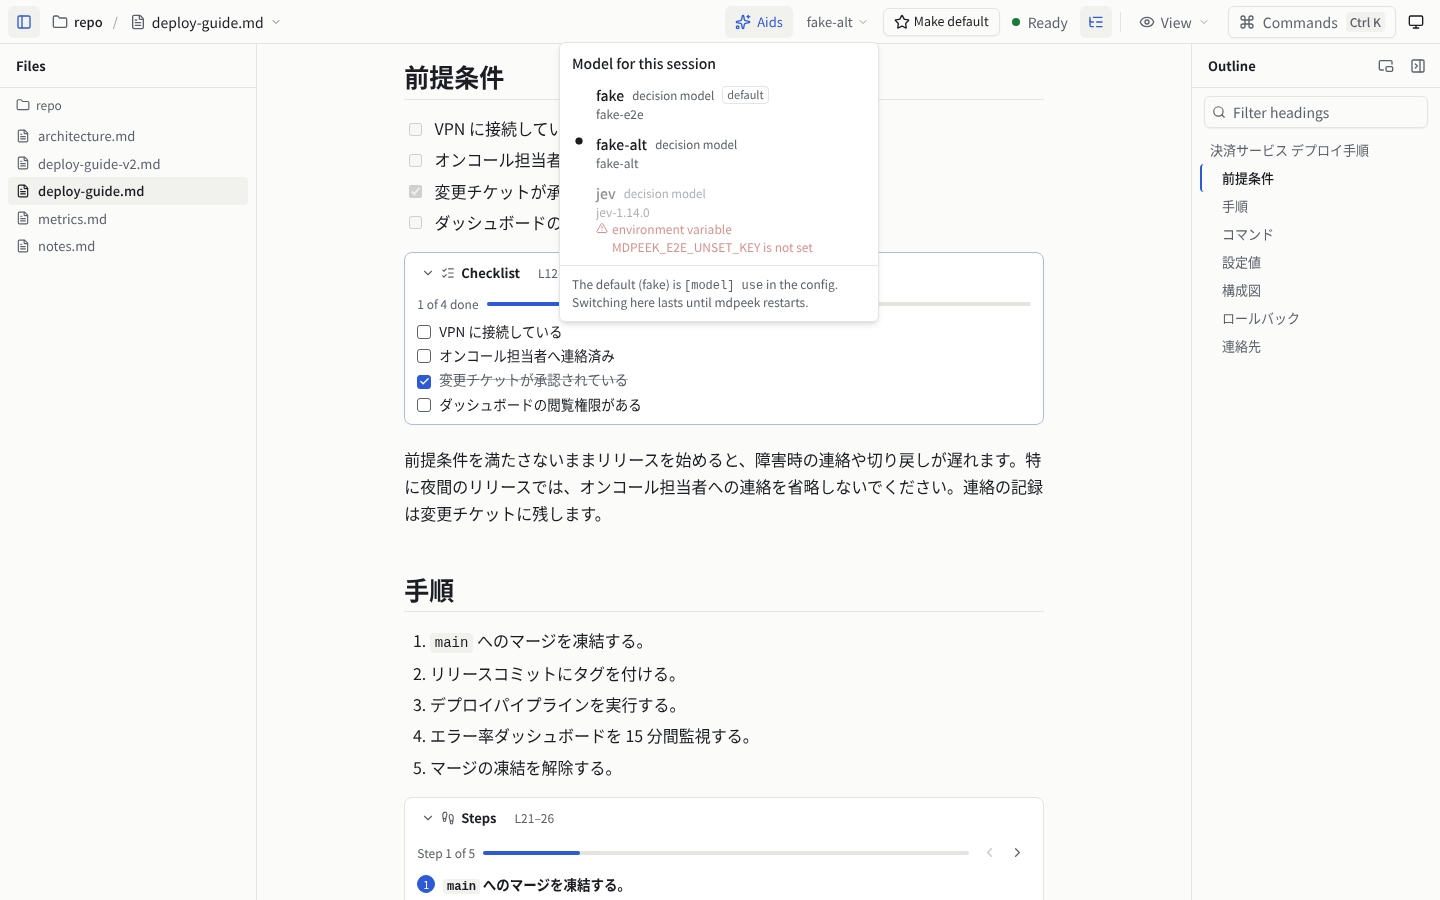 repo / deploy-guide.md
Aids
fake-alt
Make default
Ready
View
Commands Ctrl K
Files
repo
architecture.md
deploy-guide-v2.md
deploy-guide.md
metrics.md
notes.md
Model for this session
fake decision model default
fake-e2e
fake-alt decision model
fake-alt
jev decision model
jev-1.14.0
environment variable
MDPEEK_E2E_UNSET_KEY is not set
The default (fake) is [model] use in the config.
Switching here lasts until mdpeek restarts.
前提条件
VPN に接続してい
オンコール担当者
変更チケットが承
ダッシュボードの
Checklist L12
1 of 4 done
VPN に接続している
オンコール担当者へ連絡済み
変更チケットが承認されている
ダッシュボードの閲覧権限がある
前提条件を満たさないままリリースを始めると、障害時の連絡や切り戻しが遅れます。特
に夜間のリリースでは、オンコール担当者への連絡を省略しないでください。連絡の記録
は変更チケットに残します。
手順
1. main へのマージを凍結する。
2. リリースコミットにタグを付ける。
3. デプロイパイプラインを実行する。
4. エラー率ダッシュボードを 15 分間監視する。
5. マージの凍結を解除する。
Steps L21–26
Step 1 of 5
1 main へのマージを凍結する。
Outline
Filter headings
決済サービス デプロイ手順
前提条件
手順
コマンド
設定値
構成図
ロールバック
連絡先